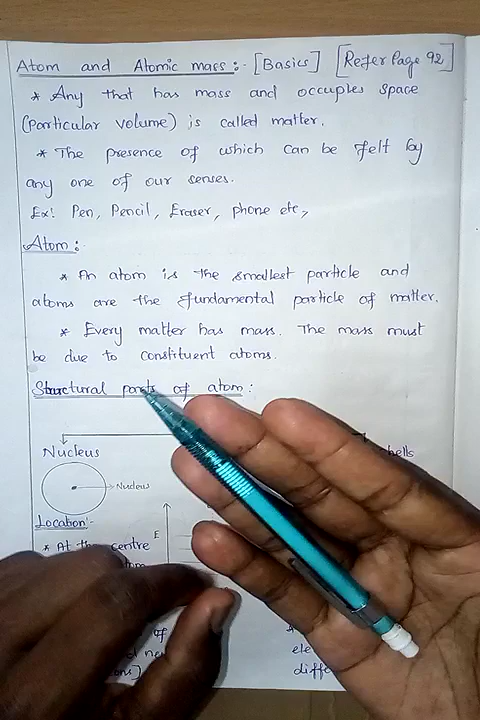 Atom and Atomic mass:- [Basics] [Refer Page 92]
* Any that has mass and occupies space
(particular volume) is called matter.
* The presence of which can be felt by
any one of our senses.
Ex: Pen, Pencil, Eraser, phone etc,
Atom:
* An atom is the smallest particle and
atoms are the fundamental particle of matter.
* Every matter has mass. The mass must
be due to constituent atoms.
Structural parts of atom:
Nucleus
Nucleus
Location:-
E
* At the centre
of